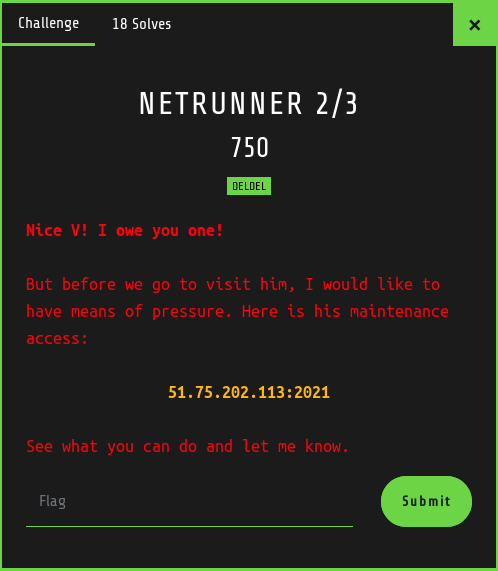 Challenge 18 Solves ×
NETRUNNER 2/3
750
DELDEL
Nice V! I owe you one!
But before we go to visit him, I would like to
have means of pressure. Here is his maintenance
access:
51.75.202.113:2021
See what you can do and let me know.
Flag Submit